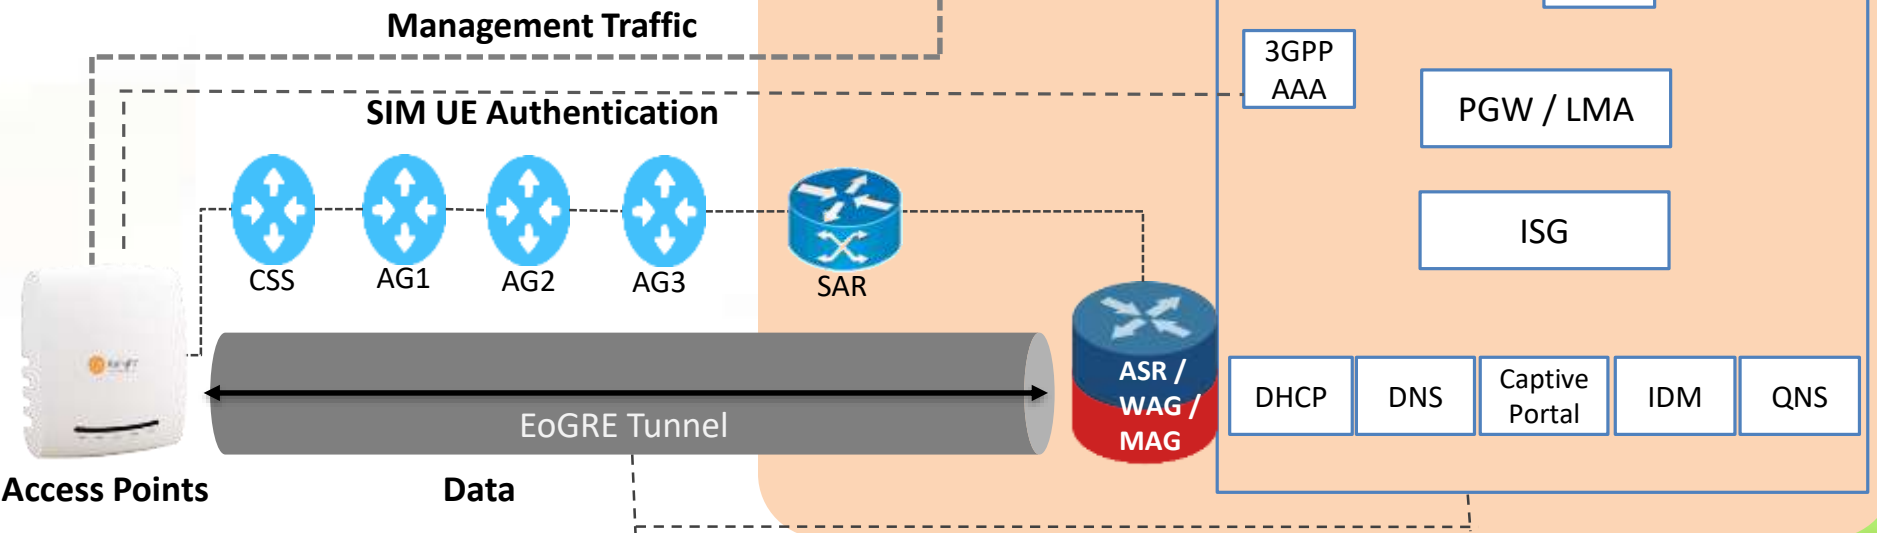 Management Traffic
3GPP
AAA
PGW / LMA
SIM UE Authentication
ISG
CSS
AG1
AG2
AG3
SAR
ASR /
WAG /
MAG
DHCP
DNS
Captive
Portal
IDM
QNS
EoGRE Tunnel
Access Points
Data